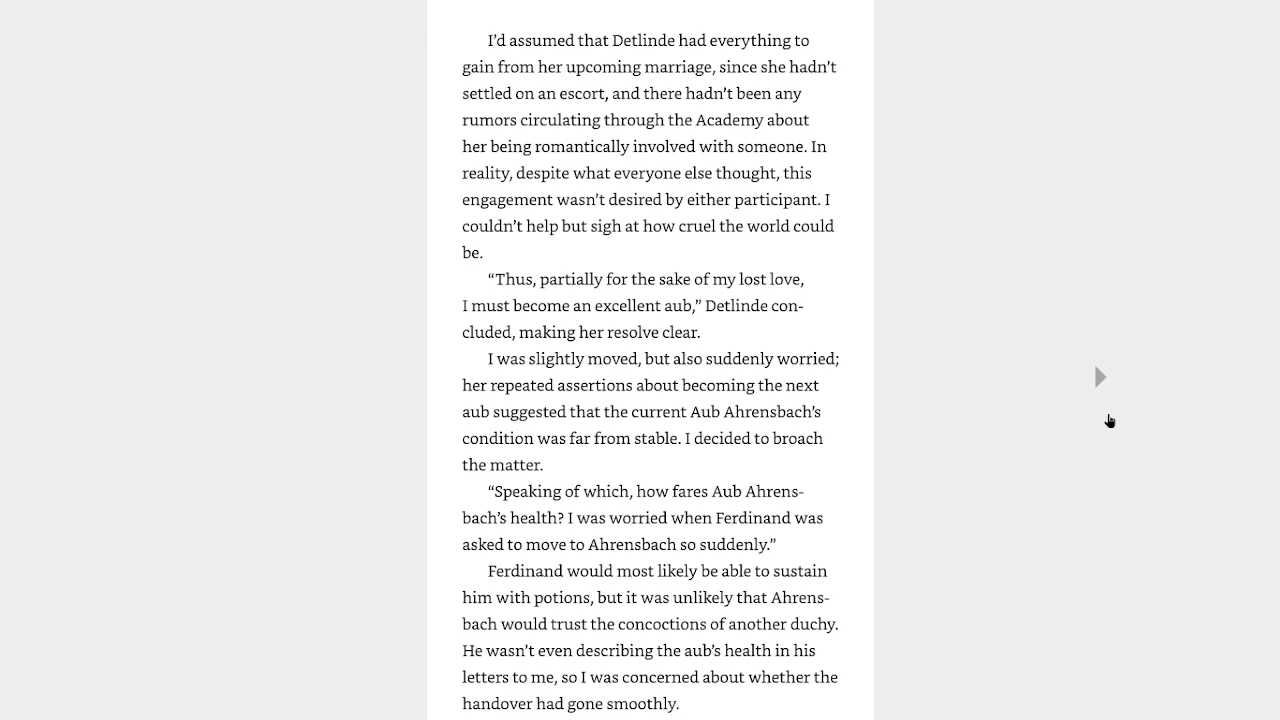 I’d assumed that Detlinde had everything to
gain from her upcoming marriage, since she hadn’t
settled on an escort, and there hadn’t been any
rumors circulating through the Academy about
her being romantically involved with someone. In
reality, despite what everyone else thought, this
engagement wasn’t desired by either participant. I
couldn’t help but sigh at how cruel the world could
be.
“Thus, partially for the sake of my lost love,
I must become an excellent aub,” Detlinde con-
cluded, making her resolve clear.
I was slightly moved, but also suddenly worried;
her repeated assertions about becoming the next
aub suggested that the current Aub Ahrensbach’s
condition was far from stable. I decided to broach
the matter.
“Speaking of which, how fares Aub Ahrens-
bach’s health? I was worried when Ferdinand was
asked to move to Ahrensbach so suddenly.”
Ferdinand would most likely be able to sustain
him with potions, but it was unlikely that Ahrens-
bach would trust the concoctions of another duchy.
He wasn’t even describing the aub’s health in his
letters to me, so I was concerned about whether the
handover had gone smoothly.